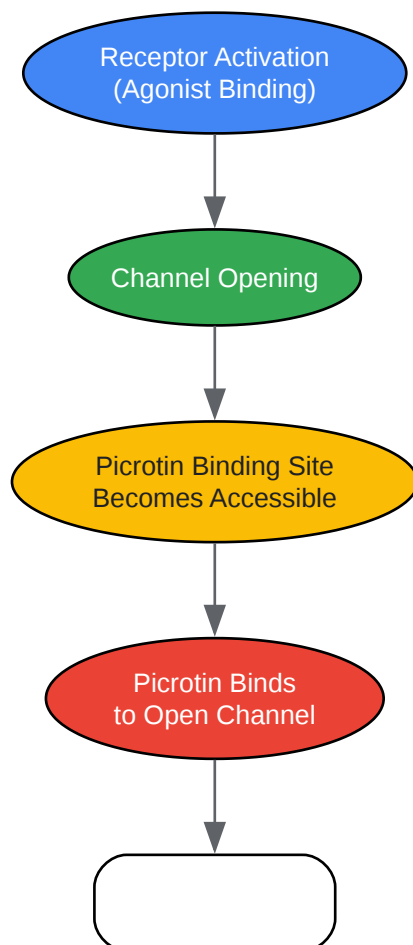 Receptor Activation
(Agonist Binding)
Channel Opening
Picrotin Binding Site
Becomes Accessible
Picrotin Binds
to Open Channel